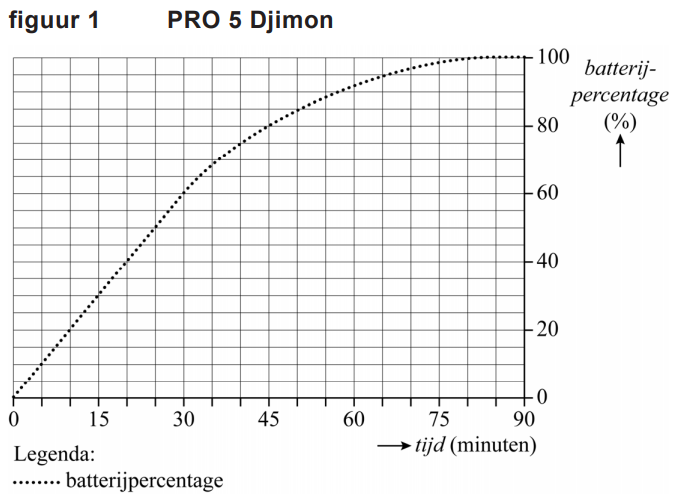 figuur 1 PRO 5 Djimon
100
batterij-
percentage
(%)
80
60
40
20
0
0 15 30 45 60 75 90
tijd (minuten)
Legenda:
batterijpercentage